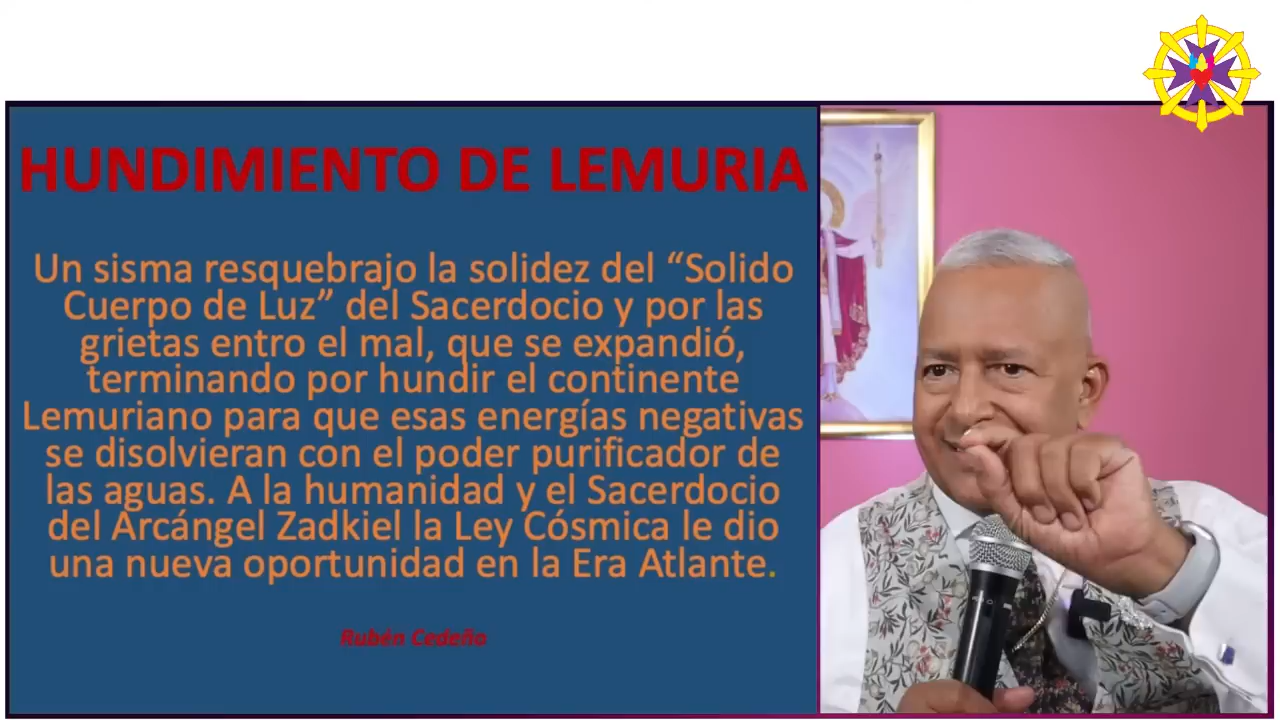 HUNDIMIENTO DE LEMURIA
Un sisma resquebrajo la solidez del “Solido
Cuerpo de Luz” del Sacerdocio y por las
grietas entro el mal, que se expandió,
terminando por hundir el continente
Lemuriano para que esas energías negativas
se disolvieran con el poder purificador de
las aguas. A la humanidad y el Sacerdocio
del Arcángel Zadkiel la Ley Cósmica le dio
una nueva oportunidad en la Era Atlante.
Rubén Cedeño